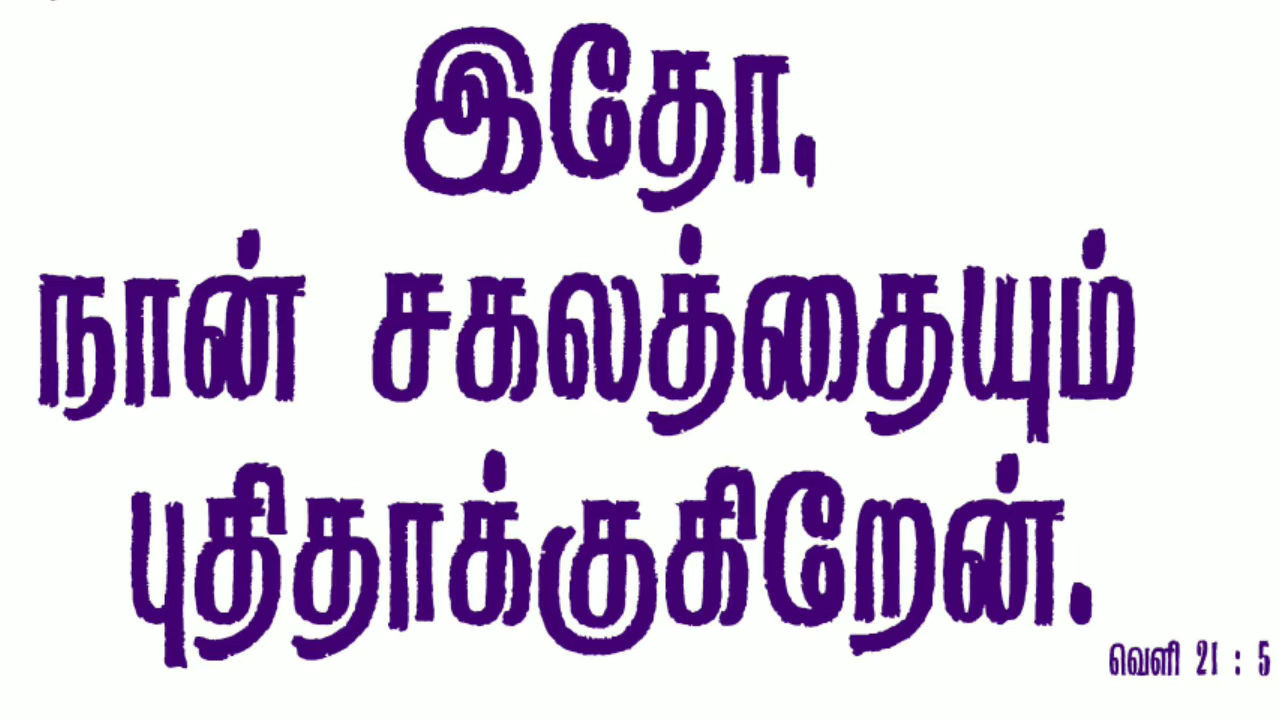 இதோ,
நான் சகலத்தையும்
புதிதாக்குகிறேன்.
வெளி 21 : 5